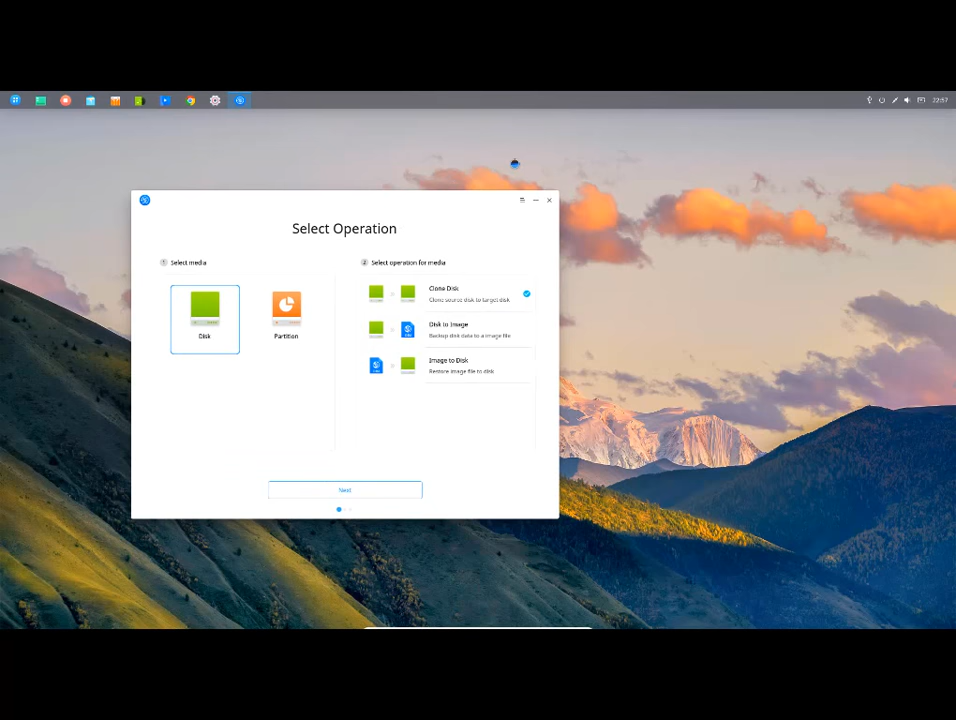 22:57
Select Operation
1 Select media
2 Select operation for media
Disk
Partition
Clone Disk
Clone source disk to target disk
Disk to Image
Backup disk data to a image file
Image to Disk
Restore image file to disk
Next